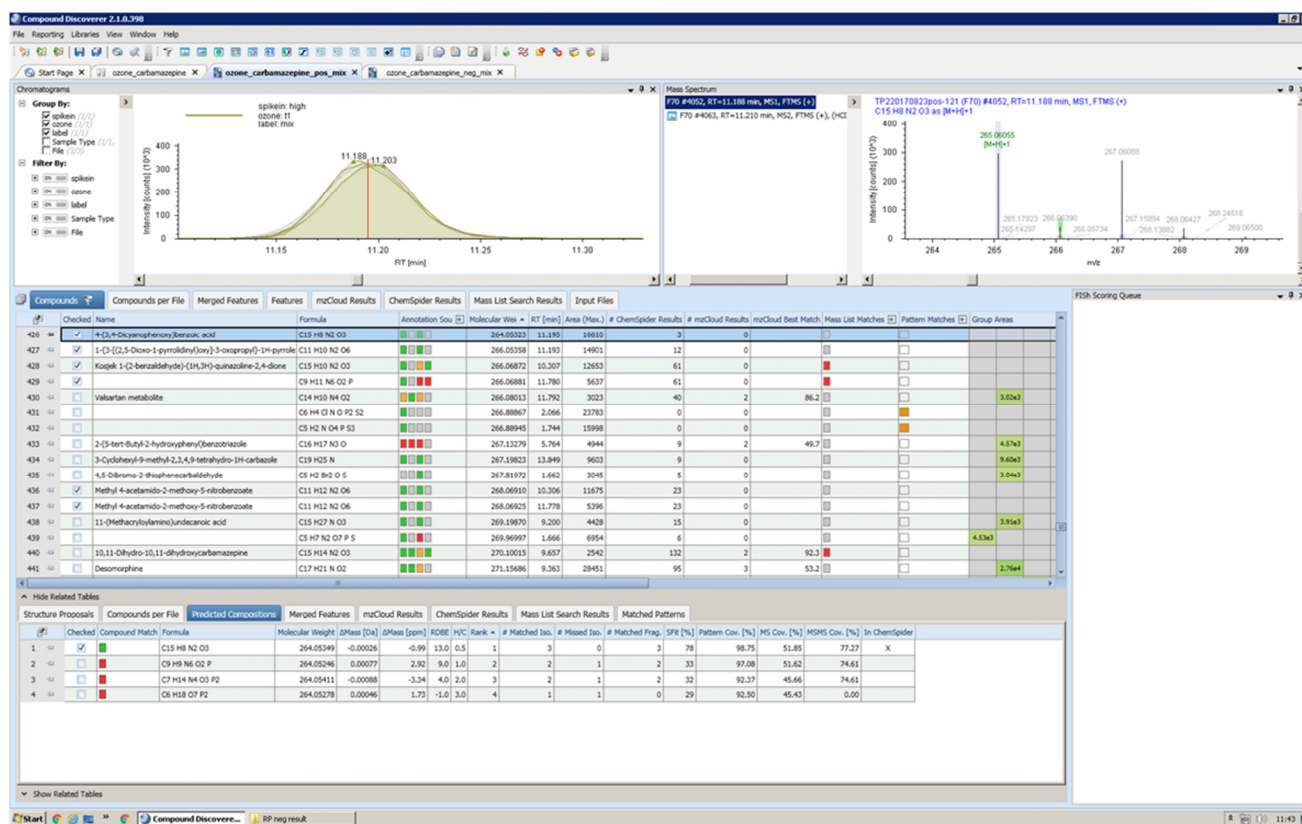 Compound Discoverer 2.1.0.398
File Reporting Libraries View Window Help
Start Page ozone_carbamazepine ozone_carbamazepine_pos_mix ozone_carbamazepine_neg_mix
Chromatograms
Group By:
spikein (1/1)
ozone (1/1)
label (1/1)
Sample Type (1/1)
File (3/3)
Filter By:
spikein
ozone
label
Sample Type
File
spikein: high
ozone: t1
label: mix
Intensity [counts] (10^3)
400
300
200
100
0
11.188 11.203
11.15 11.20 11.25 11.30
RT [min]
Mass Spectrum
F70 #4052, RT=11.188 min, MS1, FTMS (+)
F70 #4063, RT=11.210 min, MS2, FTMS (+), (HCD
TP220170823pos-121 (F70) #4052, RT=11.188 min, MS1, FTMS (+)
C15 H8 N2 O3 as [M+H]+1
Intensity [counts] (10^3)
400
300
200
100
0
265.06055
[M+H]+1
267.06088
265.17923 266.06390 267.15894 268.06427 268.24518
265.14297 266.05734 268.13882 269.06500
264 265 266 267 268 269
m/z
Compounds Compounds per File Merged Features Features mzCloud Results ChemSpider Results Mass List Search Results Input Files
FISh Scoring Queue
Checked Name Formula Annotation Sou Molecular Wei RT [min] Area (Max.) # ChemSpider Results # mzCloud Results mzCloud Best Match Mass List Matches Pattern Matches Group Areas
426 4-(3,4-Dicyanophenoxy)benzoic acid C15 H8 N2 O3 264.05323 11.195 16610 3 0
427 1-(3-[(2,5-Dioxo-1-pyrrolidinyl)oxy]-3-oxopropyl)-1H-pyrrole C11 H10 N2 O6 266.05358 11.193 14901 12 0
428 Kosjek 1-(2-benzaldehyde)-(1H,3H)-quinazoline-2,4-dione C15 H10 N2 O3 266.06872 10.307 12653 61 0
429 C9 H11 N6 O2 P 266.06881 11.780 5637 61 0
430 Valsartan metabolite C14 H10 N4 O2 266.08013 11.792 3023 40 2 86.2 3.02e3
431 C6 H4 Cl N O P2 S2 266.88867 2.066 23783 0 0
432 C5 H2 N O4 P S3 266.88945 1.744 15998 0 0
433 2-(5-tert-Butyl-2-hydroxyphenyl)benzotriazole C16 H17 N3 O 267.13279 5.764 4944 9 2 49.7 4.57e3
434 3-Cyclohexyl-9-methyl-2,3,4,9-tetrahydro-1H-carbazole C19 H25 N 267.19823 13.849 9603 9 0 9.60e3
435 4,5-Dibromo-2-thiophenecarbaldehyde C5 H2 Br2 O S 267.81972 1.662 3045 5 0 3.04e3
436 Methyl 4-acetamido-2-methoxy-5-nitrobenzoate C11 H12 N2 O6 268.06910 10.306 11675 23 0
437 Methyl 4-acetamido-2-methoxy-5-nitrobenzoate C11 H12 N2 O6 268.06925 11.778 5396 23 0
438 11-(Methacryloylamino)undecanoic acid C15 H27 N O3 269.19870 9.200 4428 15 0 3.91e3
439 C5 H7 N2 O7 P S 269.96997 1.666 6954 6 0 4.53e3
440 10,11-Dihydro-10,11-dihydroxycarbamazepine C15 H14 N2 O3 270.10015 9.657 2542 132 2 92.3
441 Desomorphine C17 H21 N O2 271.15686 9.363 28451 95 3 53.2 2.76e4
Hide Related Tables
Structure Proposals Compounds per File Predicted Compositions Merged Features mzCloud Results ChemSpider Results Mass List Search Results Matched Patterns
Checked Compound Match Formula Molecular Weight ΔMass [Da] ΔMass [ppm] RDBE H/C Rank # Matched Iso. # Missed Iso. # Matched Frag. SFit [%] Pattern Cov. [%] MS Cov. [%] MSMS Cov. [%] In ChemSpider
1 C15 H8 N2 O3 264.05349 -0.00026 -0.99 13.0 0.5 1 3 0 3 78 98.75 51.85 77.27 X
2 C9 H9 N6 O2 P 264.05246 0.00077 2.92 9.0 1.0 2 2 1 2 33 97.08 51.62 74.61
3 C7 H14 N4 O3 P2 264.05411 -0.00088 -3.34 4.0 2.0 3 2 1 2 32 92.37 45.66 74.61
4 C6 H18 O7 P2 264.05278 0.00046 1.73 -1.0 3.0 4 1 1 0 29 92.50 45.43 0.00
Show Related Tables
Start Compound Discovere... RP neg result 11:43